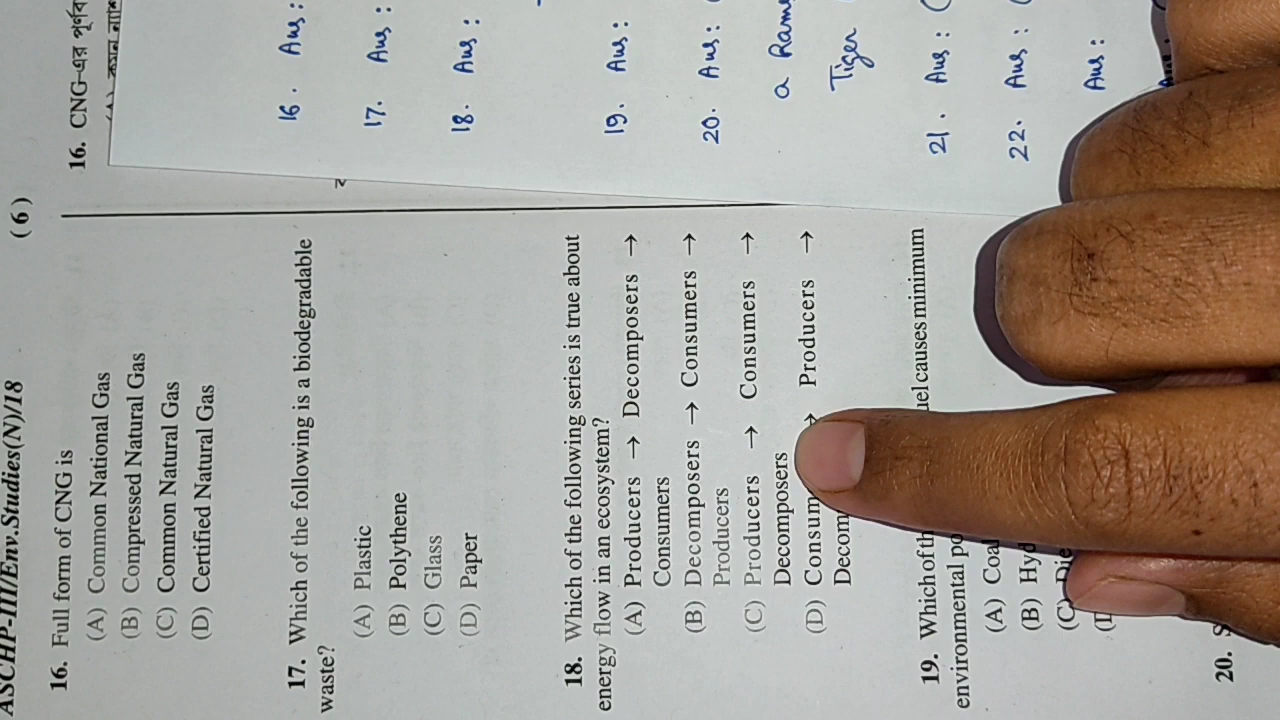 ASCHP-III/Env.Studies(N)/18
(6)
16. Full form of CNG is
(A) Common National Gas
(B) Compressed Natural Gas
(C) Common Natural Gas
(D) Certified Natural Gas
17. Which of the following is a biodegradable
waste?
(A) Plastic
(B) Polythene
(C) Glass
(D) Paper
18. Which of the following series is true about
energy flow in an ecosystem?
(A) Producers → Decomposers →
Consumers
(B) Decomposers → Consumers →
Producers
(C) Producers → Consumers →
Decomposers
(D) Consum → Producers →
Decom
19. Which of th uel causes minimum
environmental po
(A) Coal
(B) Hyd
(C) Die
20.
16. CNG-এর
16. Ans :
17. Ans :
18. Ans :
19. Ans :
20. Ans : (
a Rams
Tiger
21. Ans : (
22. Ans : (
Ans :